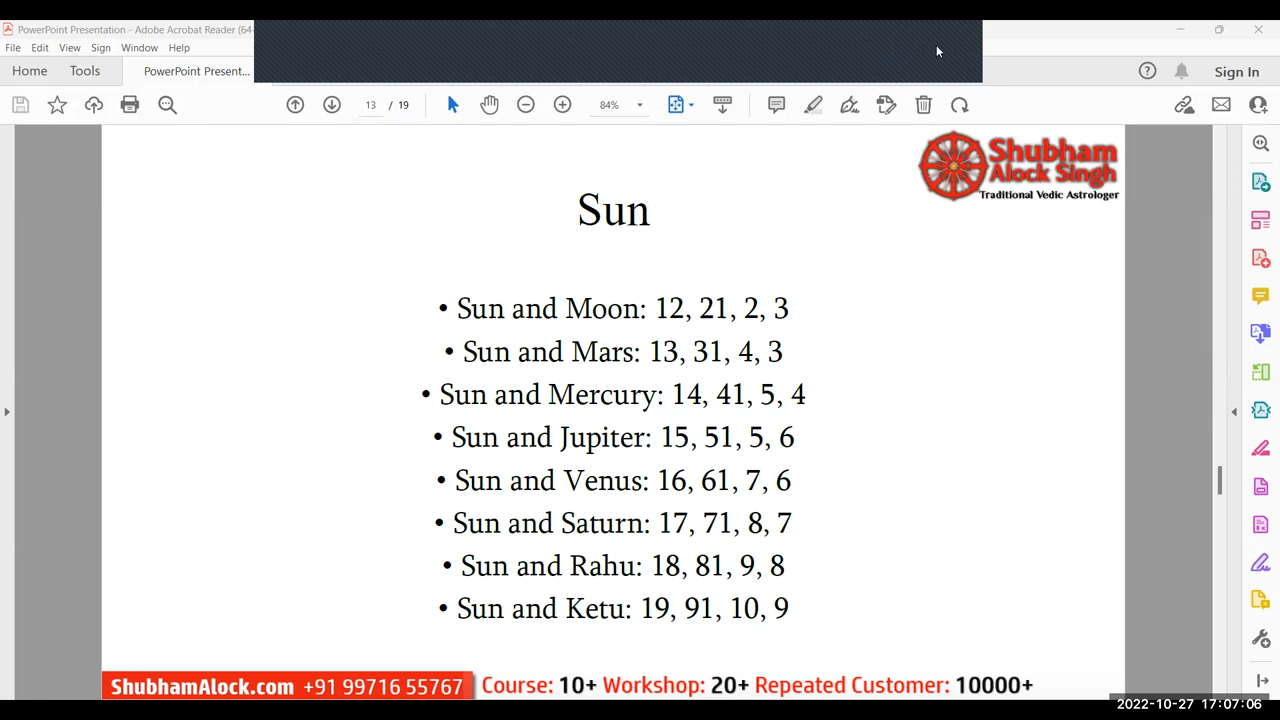 PowerPoint Presentation - Adobe Acrobat Reader (64-
File Edit View Sign Window Help
Home Tools PowerPoint Present... Sign In
13 / 19 84%
Shubham
Alock Singh
Traditional Vedic Astrologer
Sun
• Sun and Moon: 12, 21, 2, 3
• Sun and Mars: 13, 31, 4, 3
• Sun and Mercury: 14, 41, 5, 4
• Sun and Jupiter: 15, 51, 5, 6
• Sun and Venus: 16, 61, 7, 6
• Sun and Saturn: 17, 71, 8, 7
• Sun and Rahu: 18, 81, 9, 8
• Sun and Ketu: 19, 91, 10, 9
ShubhamAlock.com +91 99716 55767 Course: 10+ Workshop: 20+ Repeated Customer: 10000+
2022-10-27 17:07:06